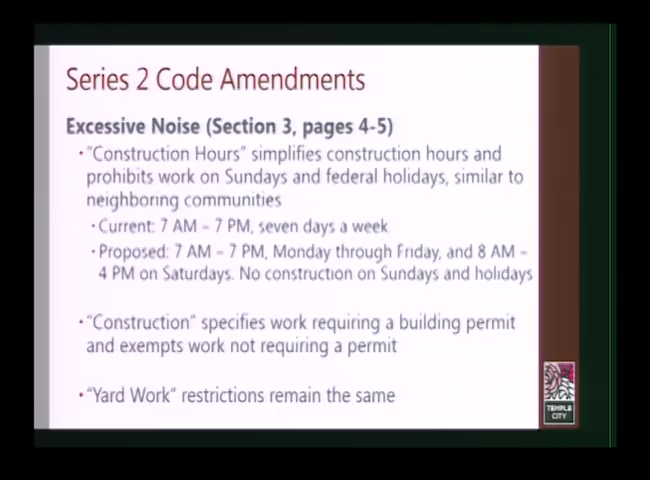 Series 2 Code Amendments
Excessive Noise (Section 3, pages 4-5)
• "Construction Hours" simplifies construction hours and
prohibits work on Sundays and federal holidays, similar to
neighboring communities
• Current: 7 AM – 7 PM, seven days a week
• Proposed: 7 AM – 7 PM, Monday through Friday, and 8 AM –
4 PM on Saturdays. No construction on Sundays and holidays
• "Construction" specifies work requiring a building permit
and exempts work not requiring a permit
• "Yard Work" restrictions remain the same
TEMPLE
CITY